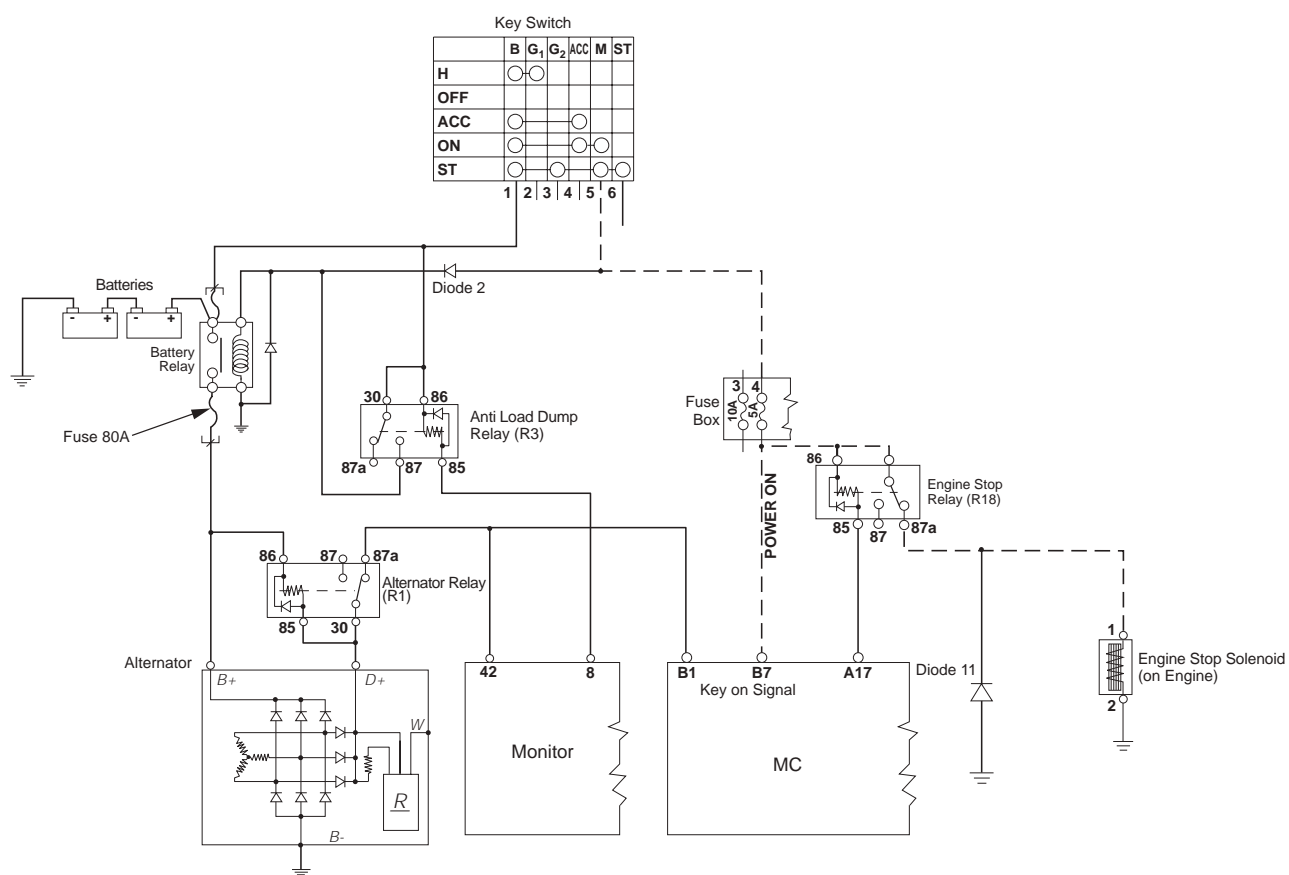 Key Switch
B G1 G2 ACC M ST
H
OFF
ACC
ON
ST
1 2 3 4 5 6
Diode 2
Batteries
- + - +
Battery
Relay
Fuse 80A
30 86
Anti Load Dump
Relay (R3)
87a 87 85
3 4
Fuse
Box
10A 5A
POWER ON
86
Engine Stop
Relay (R18)
85 87 87a
86 87 87a
Alternator Relay
(R1)
85 30
Alternator
B+ D+
W
R
B-
42 8
Monitor
B1 B7 A17
Key on Signal
MC
Diode 11
1
Engine Stop Solenoid
(on Engine)
2